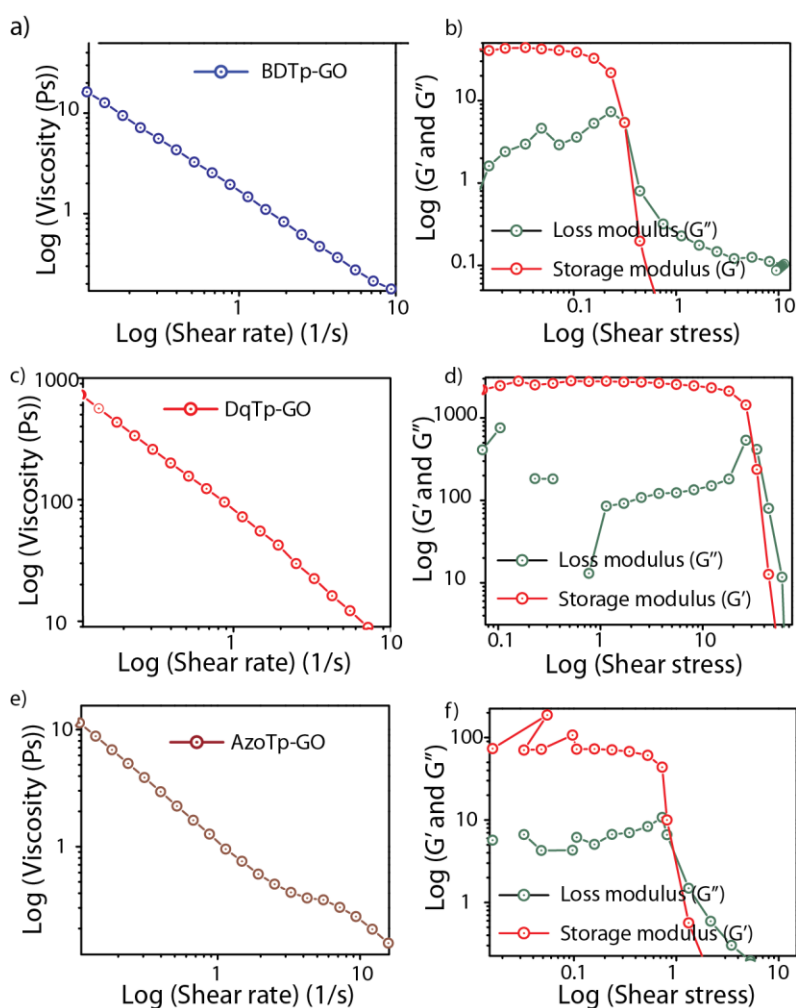 a)
BDTp-GO
Log (Viscosity (Ps))
10
1
1
10
Log (Shear rate) (1/s)
b)
Log (G' and G")
10
1
0.1
Loss modulus (G")
Storage modulus (G')
0.1
1
10
Log (Shear stress)
c)
DqTp-GO
Log (Viscosity (Ps))
1000
100
10
1
10
Log (Shear rate) (1/s)
d)
Log (G' and G")
1000
100
10
Loss modulus (G")
Storage modulus (G')
0.1
1
10
Log (Shear stress)
e)
AzoTp-GO
Log (Viscosity (Ps))
10
1
1
10
Log (Shear rate) (1/s)
f)
Log (G' and G")
100
10
1
Loss modulus (G")
Storage modulus (G')
0.1
1
10
Log (Shear stress)